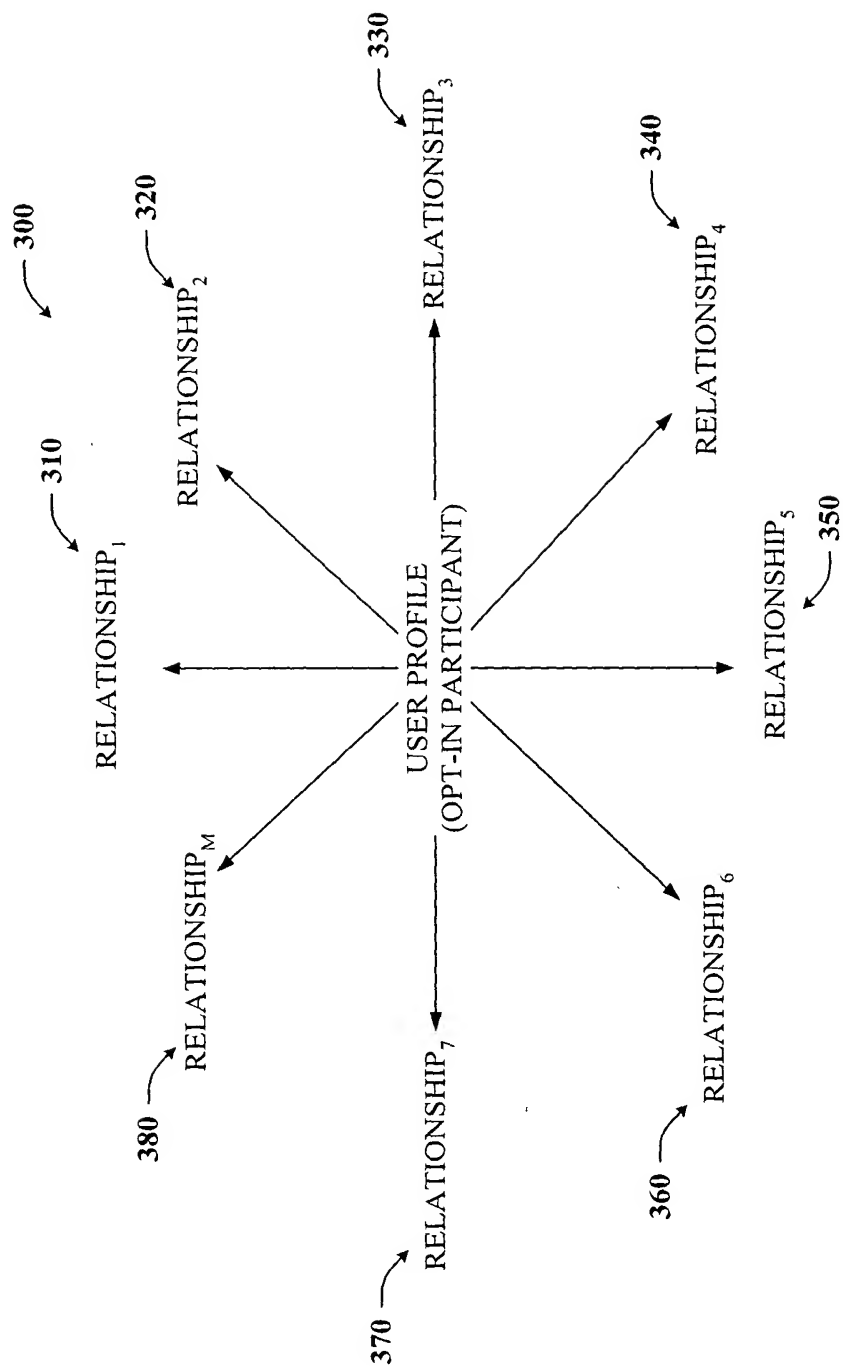 300
310
RELATIONSHIP₁
320
RELATIONSHIP₂
330
RELATIONSHIP₃
340
RELATIONSHIP₄
RELATIONSHIP₅
350
RELATIONSHIP₆
360
RELATIONSHIP₇
370
RELATIONSHIP_M
380
USER PROFILE
(OPT-IN PARTICIPANT)